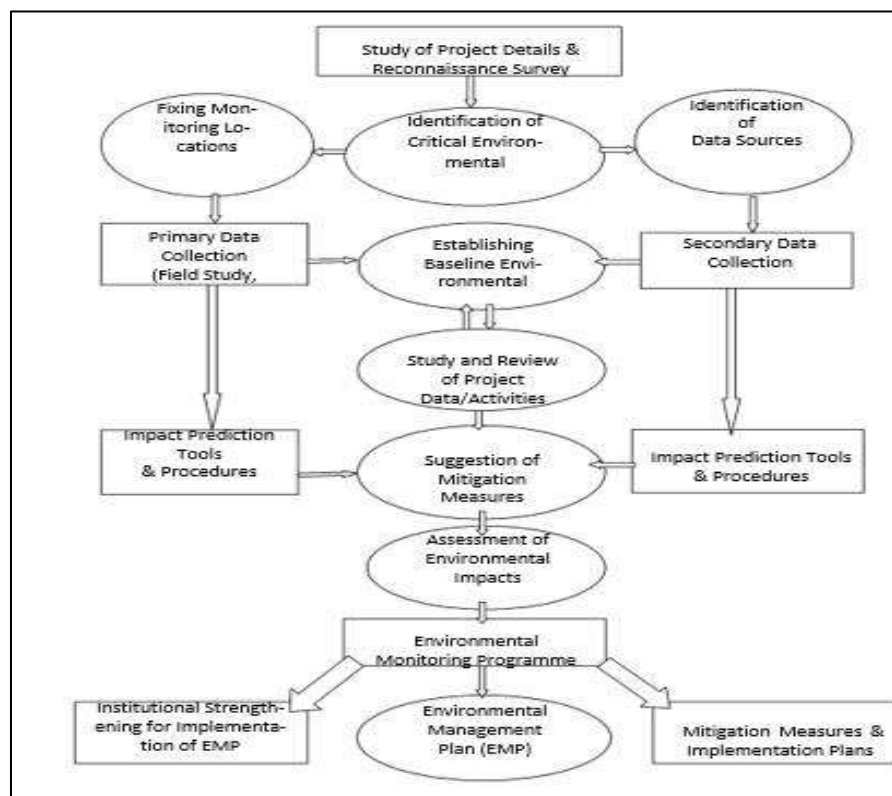 Study of Project Details &
Reconnaissance Survey
Fixing Mon-
itoring Lo-
cations
Identification of
Critical Environ-
mental
Identification
of
Data Sources
Primary Data
Collection
(Field Study,
Establishing
Baseline Envi-
ronmental
Secondary Data
Collection
Study and Review
of Project
Data/Activities
Impact Prediction
Tools
& Procedures
Suggestion of
Mitigation
Measures
Impact Prediction Tools
& Procedures
Assessment of
Environmental
Impacts
Environmental
Monitoring Programme
Institutional Strength-
ening for Implementa-
tion of EMP
Environmental
Management
Plan (EMP)
Mitigation Measures &
Implementation Plans